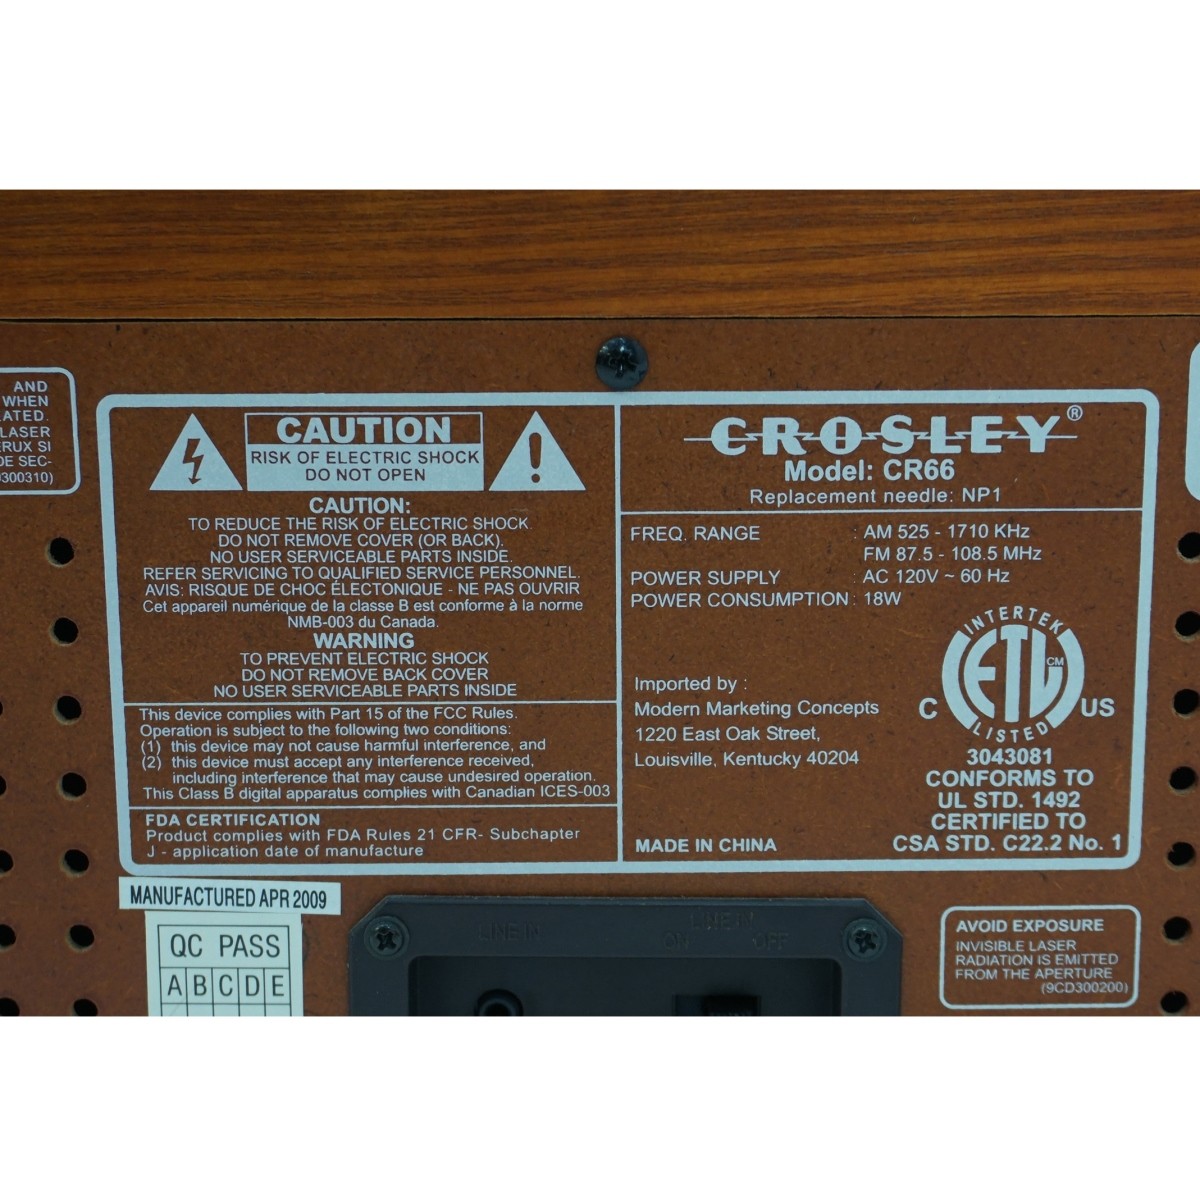 AND
WHEN
LASER
CAUTION
RISK OF ELECTRIC SHOCK
DO NOT OPEN
CAUTION:
TO REDUCE THE RISK OF ELECTRIC SHOCK
DO NOT REMOVE COVER (OR BACK).
NO USER SERVICEABLE PARTS INSIDE.
REFER SERVICING TO QUALIFIED SERVICE PERSONNEL.
AVIS: RISQUE DE CHOC ÉLECTONIQUE - NE PAS OUVRIR
Cet appareil numérique de la classe B est conforme à la norme
NMB-003 du Canada.
WARNING
TO PREVENT ELECTRIC SHOCK
DO NOT REMOVE BACK COVER
NO USER SERVICEABLE PARTS INSIDE
This device complies with Part 15 of the FCC Rules.
Operation is subject to the following two conditions:
(1) this device may not cause harmful interference, and
(2) this device must accept any interference received,
including interference that may cause undesired operation.
This Class B digital apparatus complies with Canadian ICES-003
FDA CERTIFICATION
Product complies with FDA Rules 21 CFR- Subchapter
J - application date of manufacture
CROSLEY®
Model: CR66
Replacement needle: NP1
FREQ. RANGE : AM 525 - 1710 KHz
FM 87.5 - 108.5 MHz
POWER SUPPLY : AC 120V ~ 60 Hz
POWER CONSUMPTION : 18W
Imported by :
Modern Marketing Concepts
1220 East Oak Street,
Louisville, Kentucky 40204
MADE IN CHINA
INTERTEK
C ETL CM US
LISTED
3043081
CONFORMS TO
UL STD. 1492
CERTIFIED TO
CSA STD. C22.2 No. 1
MANUFACTURED APR 2009
QC PASS
A B C D E
LINE IN
LINE IN
ON OFF
AVOID EXPOSURE
INVISIBLE LASER
RADIATION IS EMITTED
FROM THE APERTURE
(9CD300200)